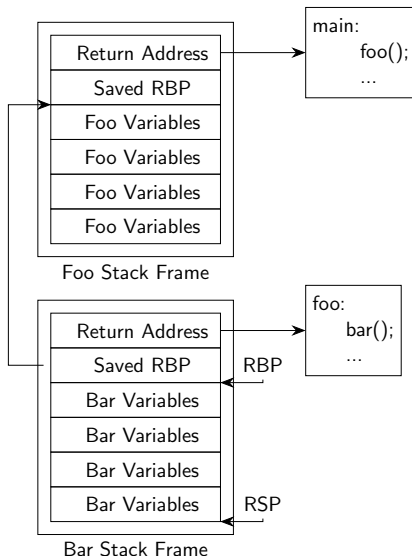 Return Address
Saved RBP
Foo Variables
Foo Variables
Foo Variables
Foo Variables
Foo Stack Frame
main:
foo();
...
Return Address
Saved RBP
Bar Variables
Bar Variables
Bar Variables
Bar Variables
Bar Stack Frame
RBP
RSP
foo:
bar();
...